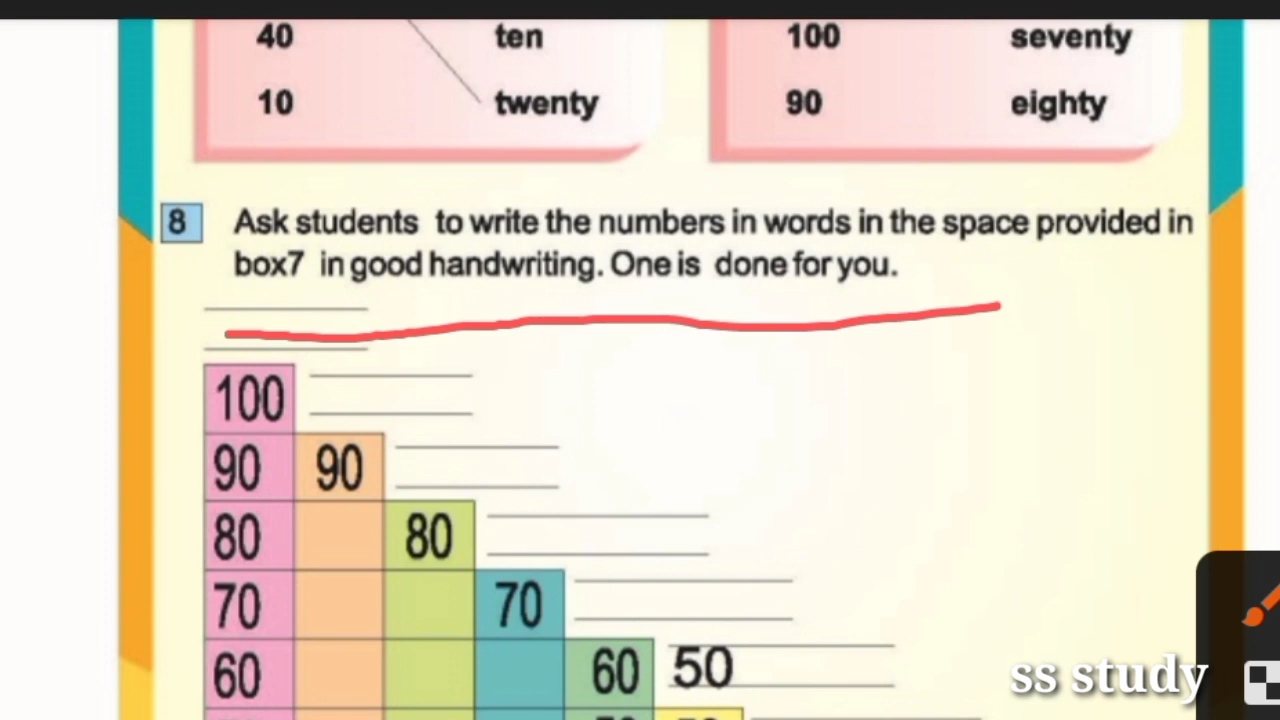 40 ten 100 seventy
10 twenty 90 eighty
8 Ask students to write the numbers in words in the space provided in
box7 in good handwriting. One is done for you.
100
90 90
80 80
70 70
60 60 50
ss study